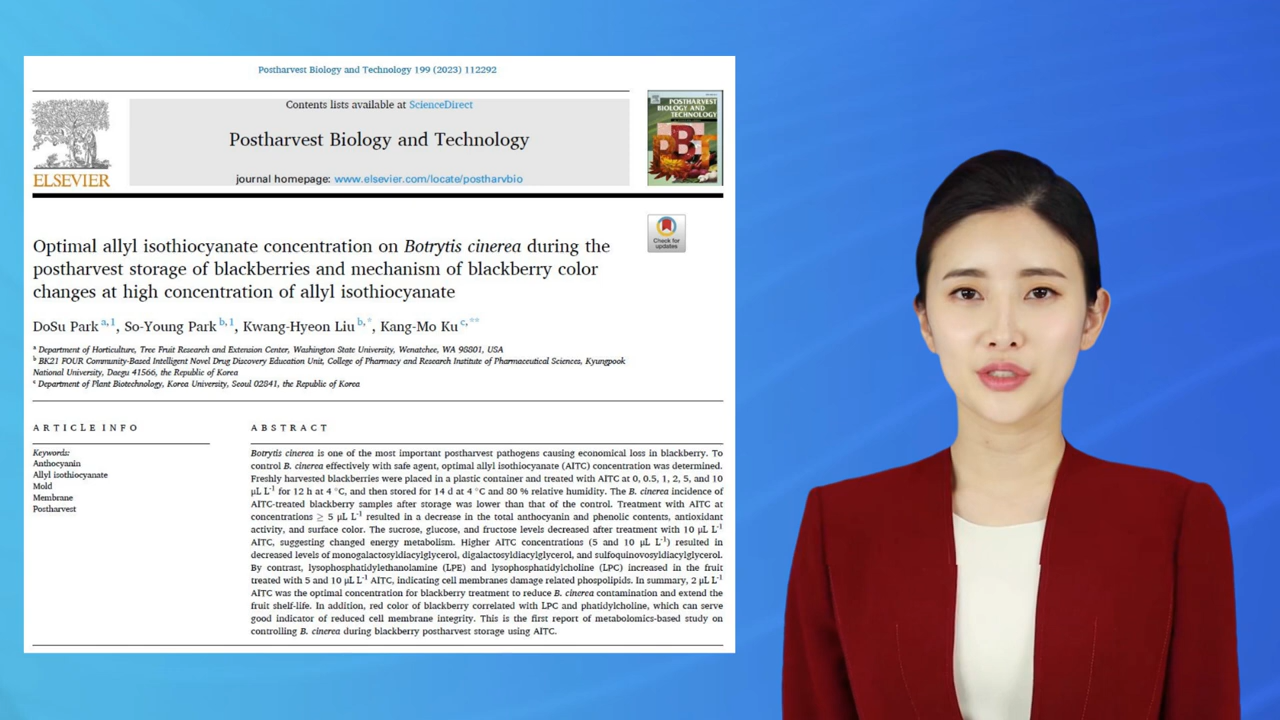 Postharvest Biology and Technology 199 (2023) 112292
Contents lists available at ScienceDirect
Postharvest Biology and Technology
journal homepage: www.elsevier.com/locate/postharvbio
ELSEVIER
POSTHARVEST
BIOLOGY AND
TECHNOLOGY
PBT
Check for
updates
Optimal allyl isothiocyanate concentration on Botrytis cinerea during the
postharvest storage of blackberries and mechanism of blackberry color
changes at high concentration of allyl isothiocyanate
DoSu Park a,1, So-Young Park b,1, Kwang-Hyeon Liu b,*, Kang-Mo Ku c,**
a Department of Horticulture, Tree Fruit Research and Extension Center, Washington State University, Wenatchee, WA 98801, USA
b BK21 FOUR Community-Based Intelligent Novel Drug Discovery Education Unit, College of Pharmacy and Research Institute of Pharmaceutical Sciences, Kyungpook
National University, Daegu 41566, the Republic of Korea
c Department of Plant Biotechnology, Korea University, Seoul 02841, the Republic of Korea
ARTICLE INFO
Keywords:
Anthocyanin
Allyl isothiocyanate
Mold
Membrane
Postharvest
ABSTRACT
Botrytis cinerea is one of the most important postharvest pathogens causing economical loss in blackberry. To
control B. cinerea effectively with safe agent, optimal allyl isothiocyanate (AITC) concentration was determined.
Freshly harvested blackberries were placed in a plastic container and treated with AITC at 0, 0.5, 1, 2, 5, and 10
μL L⁻¹ for 12 h at 4 °C, and then stored for 14 d at 4 °C and 80 % relative humidity. The B. cinerea incidence of
AITC-treated blackberry samples after storage was lower than that of the control. Treatment with AITC at
concentrations ≥ 5 μL L⁻¹ resulted in a decrease in the total anthocyanin and phenolic contents, antioxidant
activity, and surface color. The sucrose, glucose, and fructose levels decreased after treatment with 10 μL L⁻¹
AITC, suggesting changed energy metabolism. Higher AITC concentrations (5 and 10 μL L⁻¹) resulted in
decreased levels of monogalactosyldiacylglycerol, digalactosyldiacylglycerol, and sulfoquinovosyldiacylglycerol.
By contrast, lysophosphatidylethanolamine (LPE) and lysophosphatidylcholine (LPC) increased in the fruit
treated with 5 and 10 μL L⁻¹ AITC, indicating cell membranes damage related phospolipids. In summary, 2 μL L⁻¹
AITC was the optimal concentration for blackberry treatment to reduce B. cinerea contamination and extend the
fruit shelf-life. In addition, red color of blackberry correlated with LPC and phatidylcholine, which can serve
good indicator of reduced cell membrane integrity. This is the first report of metabolomics-based study on
controlling B. cinerea during blackberry postharvest storage using AITC.